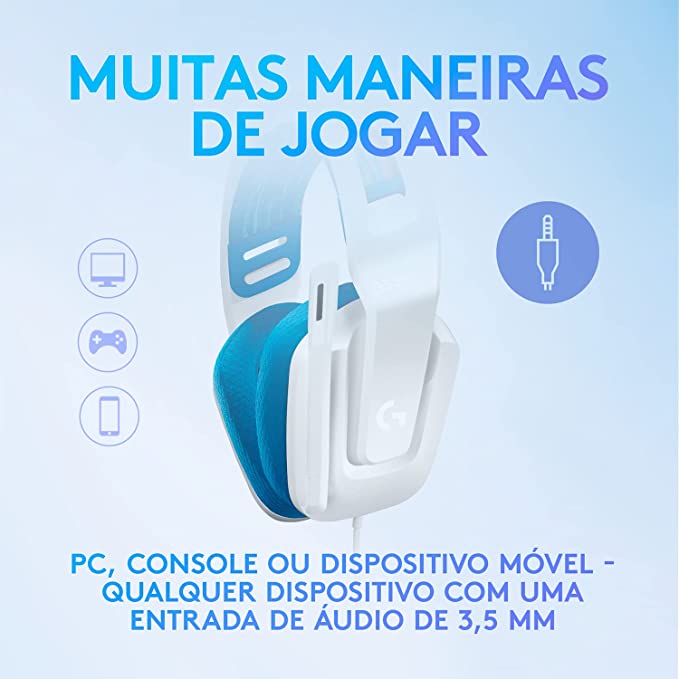 MUITAS MANEIRAS
DE JOGAR
G
PC, CONSOLE OU DISPOSITIVO MÓVEL -
QUALQUER DISPOSITIVO COM UMA
ENTRADA DE ÁUDIO DE 3,5 MM